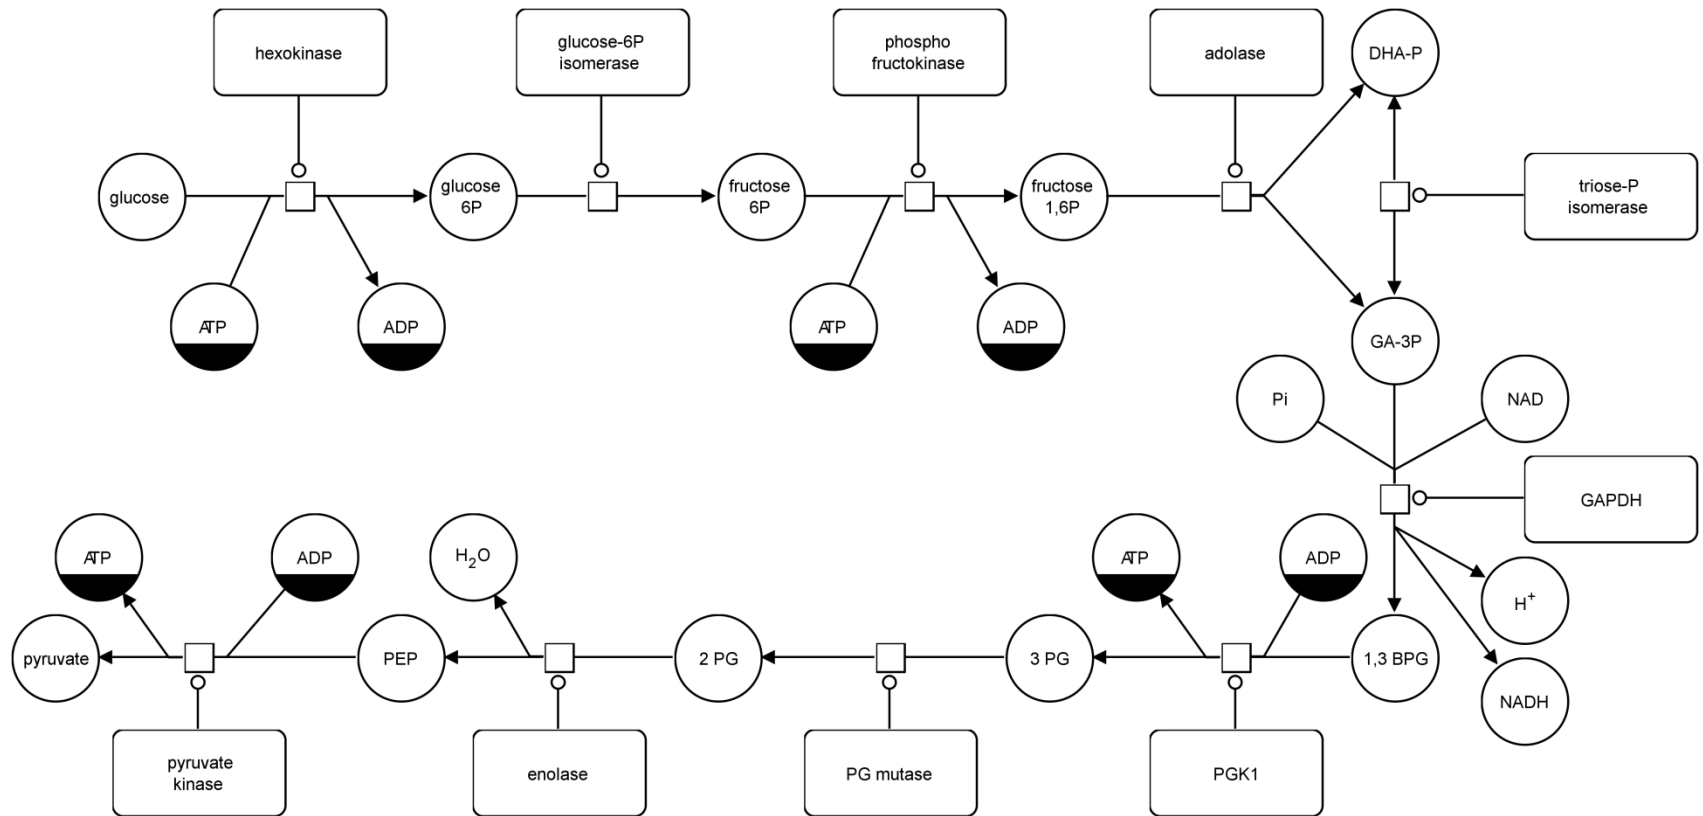 hexokinase
glucose-6P
isomerase
phospho
fructokinase
adolase
DHA-P
glucose
glucose
6P
fructose
6P
fructose
1,6P
triose-P
isomerase
ATP
ADP
ATP
ADP
GA-3P
Pi
NAD
GAPDH
ATP
ADP
H2O
ATP
ADP
H+
pyruvate
PEP
2 PG
3 PG
1,3 BPG
NADH
pyruvate
kinase
enolase
PG mutase
PGK1